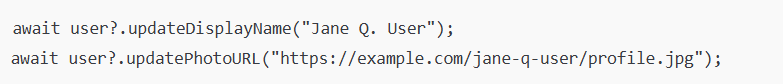 await user?.updateDisplayName("Jane Q. User");
await user?.updatePhotoURL("https://example.com/jane-q-user/profile.jpg");